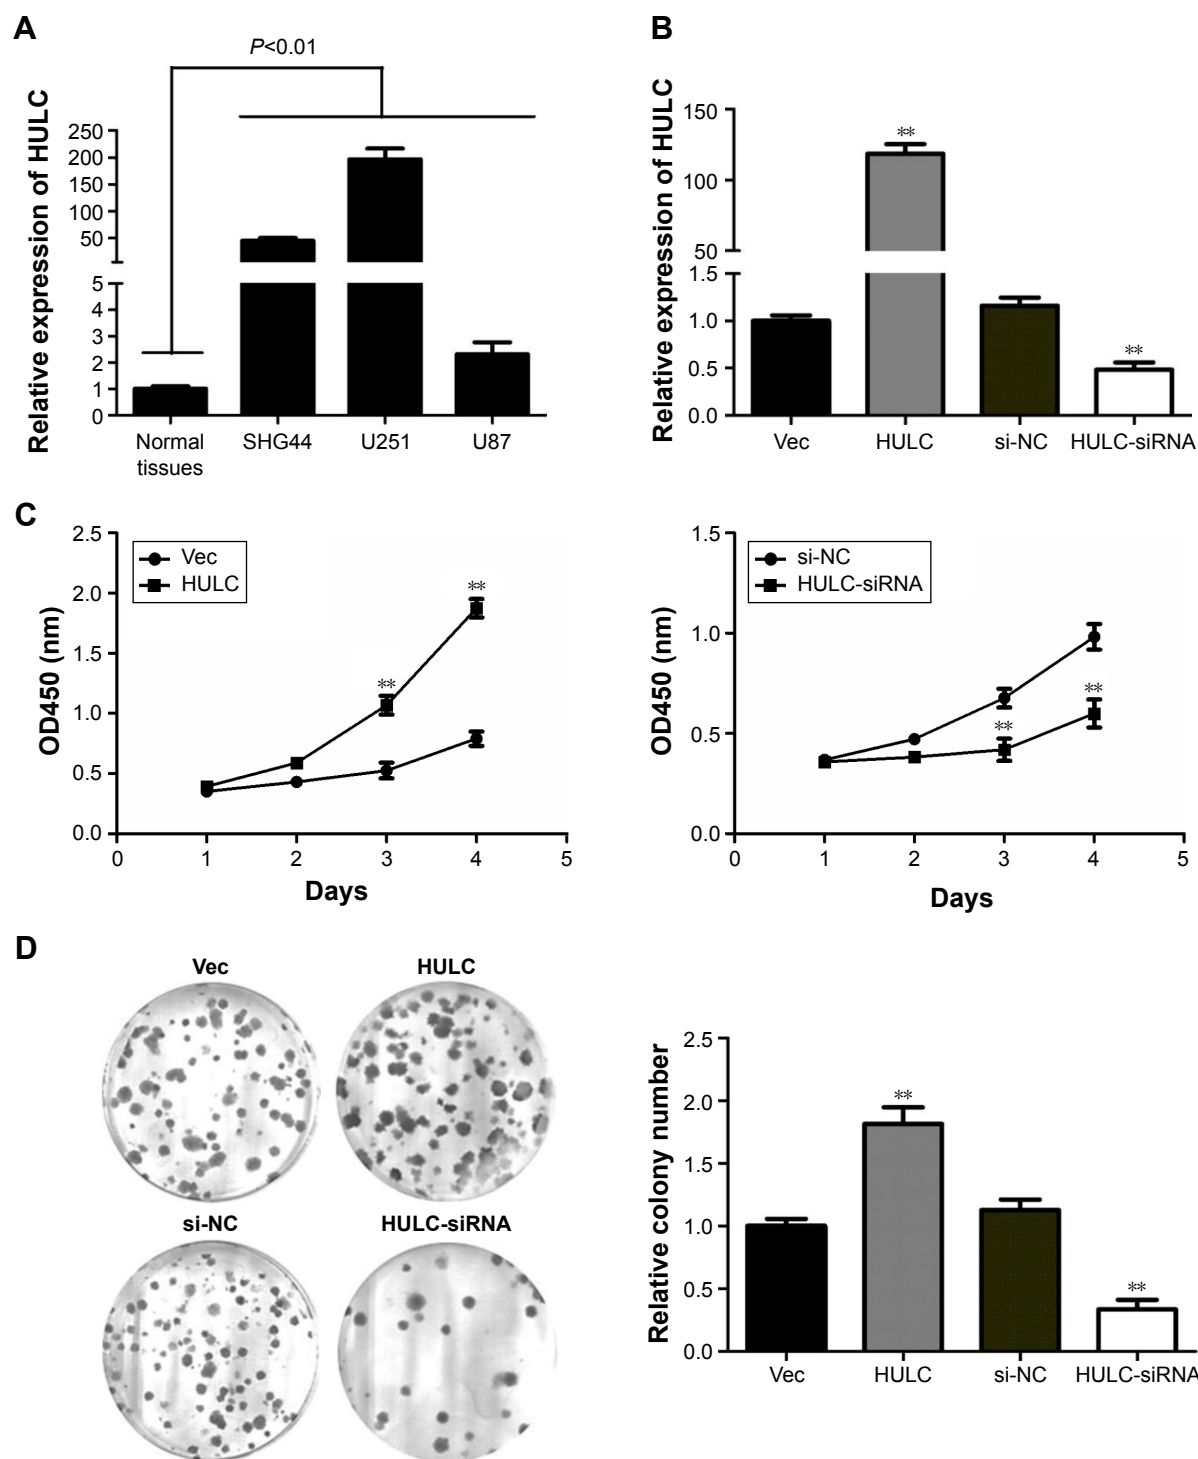 A
P<0.01
Relative expression of HULC
250
200
150
100
50
5
4
3
2
1
0
Normal tissues
SHG44
U251
U87
B
Relative expression of HULC
150
100
50
1.5
1.0
0.5
0.0
**
**
Vec
HULC
si-NC
HULC-siRNA
C
OD450 (nm)
2.5
2.0
1.5
1.0
0.5
0.0
Vec
HULC
**
**
0 1 2 3 4 5
Days
OD450 (nm)
1.5
1.0
0.5
0.0
si-NC
HULC-siRNA
**
**
0 1 2 3 4 5
Days
D
Vec
HULC
si-NC
HULC-siRNA
Relative colony number
2.5
2.0
1.5
1.0
0.5
0.0
**
**
Vec
HULC
si-NC
HULC-siRNA